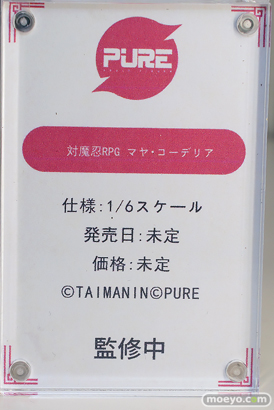 PURE
対魔忍RPG マヤ・コーデリア
仕様:1/6スケール
発売日:未定
価格:未定
©TAIMANIN©PURE
監修中
moeyo.com